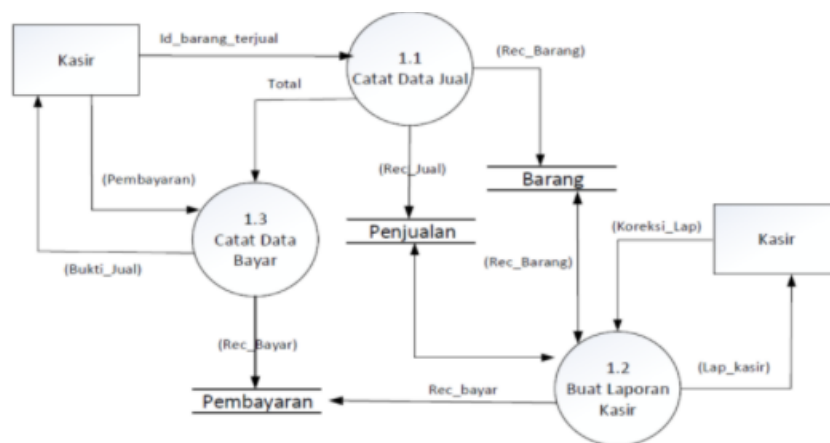 Kasir
Id_barang_terjual
1.1
Catat Data Jual
(Rec_Barang)
Total
(Rec_Jual)
(Pembayaran)
Barang
1.3
Catat Data
Bayar
Penjualan
(Koreksi_Lap)
Kasir
(Bukti_Jual)
(Rec_Barang)
(Rec_Bayar)
1.2
Buat Laporan
Kasir
(Lap_kasir)
Rec_bayar
Pembayaran